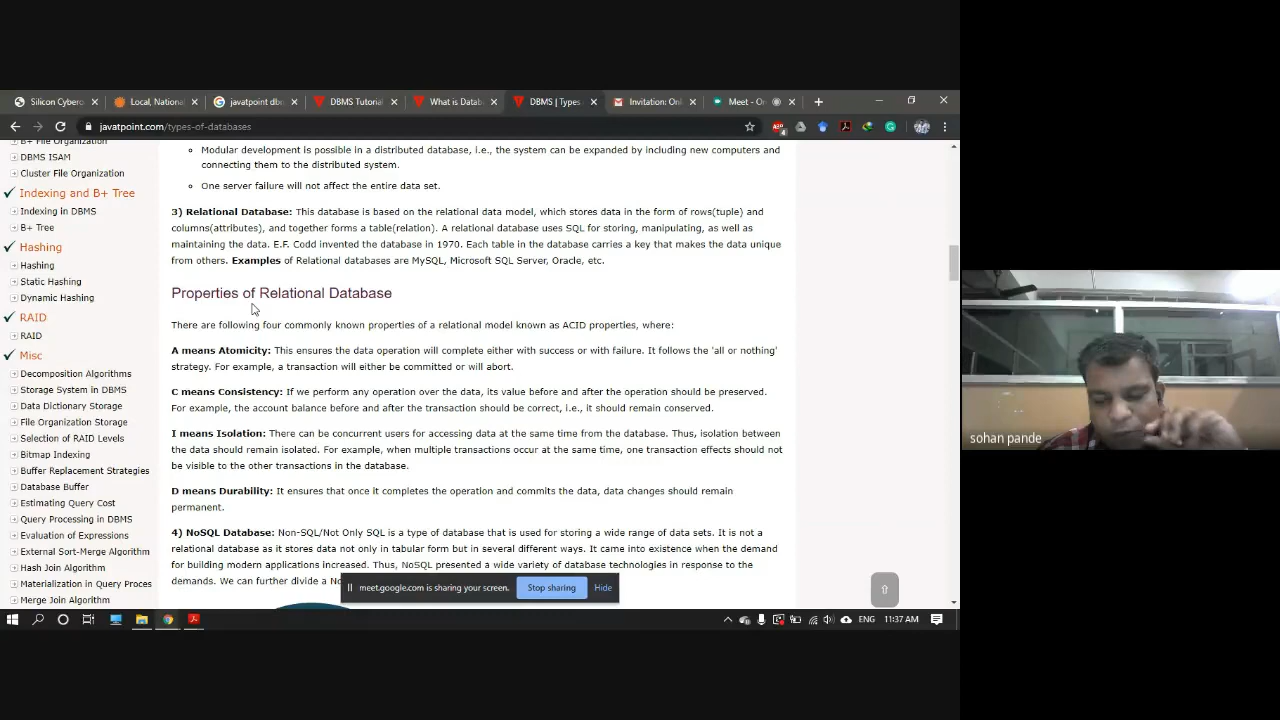 Silicon Cyberc
Local, National
javatpoint dbm
DBMS Tutorial
What is Databa
DBMS | Types
Invitation: Onl
Meet - On
javatpoint.com/types-of-databases
B+ File Organization
DBMS ISAM
Cluster File Organization
Indexing and B+ Tree
Indexing in DBMS
B+ Tree
Hashing
Hashing
Static Hashing
Dynamic Hashing
RAID
RAID
Misc
Decomposition Algorithms
Storage System in DBMS
Data Dictionary Storage
File Organization Storage
Selection of RAID Levels
Bitmap Indexing
Buffer Replacement Strategies
Database Buffer
Estimating Query Cost
Query Processing in DBMS
Evaluation of Expressions
External Sort-Merge Algorithm
Hash Join Algorithm
Materialization in Query Proces
Merge Join Algorithm
Modular development is possible in a distributed database, i.e., the system can be expanded by including new computers and
connecting them to the distributed system.
One server failure will not affect the entire data set.
3) Relational Database: This database is based on the relational data model, which stores data in the form of rows(tuple) and
columns(attributes), and together forms a table(relation). A relational database uses SQL for storing, manipulating, as well as
maintaining the data. E.F. Codd invented the database in 1970. Each table in the database carries a key that makes the data unique
from others. Examples of Relational databases are MySQL, Microsoft SQL Server, Oracle, etc.
Properties of Relational Database
There are following four commonly known properties of a relational model known as ACID properties, where:
A means Atomicity: This ensures the data operation will complete either with success or with failure. It follows the 'all or nothing'
strategy. For example, a transaction will either be committed or will abort.
C means Consistency: If we perform any operation over the data, its value before and after the operation should be preserved.
For example, the account balance before and after the transaction should be correct, i.e., it should remain conserved.
I means Isolation: There can be concurrent users for accessing data at the same time from the database. Thus, isolation between
the data should remain isolated. For example, when multiple transactions occur at the same time, one transaction effects should not
be visible to the other transactions in the database.
D means Durability: It ensures that once it completes the operation and commits the data, data changes should remain
permanent.
4) NoSQL Database: Non-SQL/Not Only SQL is a type of database that is used for storing a wide range of data sets. It is not a
relational database as it stores data not only in tabular form but in several different ways. It came into existence when the demand
for building modern applications increased. Thus, NoSQL presented a wide variety of database technologies in response to the
demands. We can further divide a No
meet.google.com is sharing your screen.
Stop sharing
Hide
ENG
11:37 AM
sohan pande